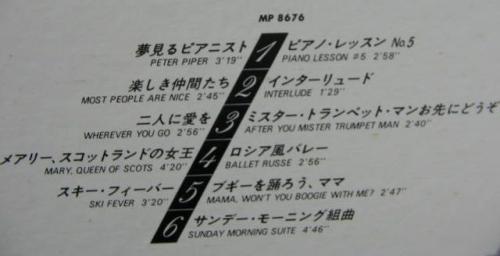 MP 8676
夢見るピアニスト
PETER PIPER 3'19"
1
ピアノ・レッスン No.5
PIANO LESSON #5 2'58"
楽しき仲間たち
MOST PEOPLE ARE NICE 2'45"
2
インターリュード
INTERLUDE 1'29"
二人に愛を
WHEREVER YOU GO 2'56"
3
ミスター・トランペット・マンお先にどうぞ
AFTER YOU MISTER TRUMPET MAN 2'40"
メアリー、スコットランドの女王
MARY, QUEEN OF SCOTS 4'20"
4
ロシア風バレー
BALLET RUSSE 2'56"
スキー・フィーバー
SKI FEVER 3'20"
5
ブギーを踊ろう、ママ
MAMA, WON'T YOU BOOGIE WITH ME? 2'47"
6
サンデー・モーニング組曲
SUNDAY MORNING SUITE 4'46"